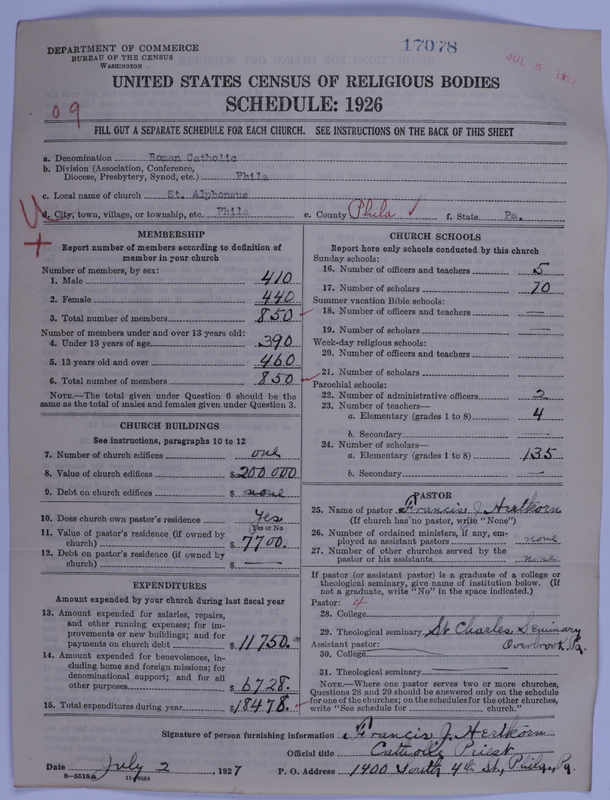 DEPARTMENT OF COMMERCE
BUREAU OF THE CENSUS
WASHINGTON
17078
JUL 5 1927
UNITED STATES CENSUS OF RELIGIOUS BODIES
SCHEDULE: 1926
09
FILL OUT A SEPARATE SCHEDULE FOR EACH CHURCH. SEE INSTRUCTIONS ON THE BACK OF THIS SHEET
a. Denomination Roman Catholic
b. Division (Association, Conference,
Diocese, Presbytery, Synod, etc.) Phila
c. Local name of church St. Alphonsus
d. City, town, village, or township, etc. Phila e. County Phila ✓ f. State Pa.
MEMBERSHIP
Report number of members according to definition of
member in your church
Number of members, by sex:
1. Male 410
2. Female 440
3. Total number of members 850
Number of members under and over 13 years old:
4. Under 13 years of age 390
5. 13 years old and over 460
6. Total number of members 850
NOTE.—The total given under Question 6 should be the
same as the total of males and females given under Question 3.
CHURCH BUILDINGS
See instructions, paragraphs 10 to 12
7. Number of church edifices one
8. Value of church edifices $200.000
9. Debt on church edifices $ none
10. Does church own pastor's residence Yes
Yes or No
11. Value of pastor's residence (if owned by
church) $ 7700.
12. Debt on pastor's residence (if owned by
church) $ —
EXPENDITURES
Amount expended by your church during last fiscal year
13. Amount expended for salaries, repairs,
and other running expenses; for im-
provements or new buildings; and for
payments on church debt $ 11 750.
14. Amount expended for benevolences, in-
cluding home and foreign missions; for
denominational support; and for all
other purposes $ 6728.
15. Total expenditures during year $ 18478.
CHURCH SCHOOLS
Report here only schools conducted by this church
Sunday schools:
16. Number of officers and teachers 5
17. Number of scholars 70
Summer vacation Bible schools:
18. Number of officers and teachers —
19. Number of scholars —
Week-day religious schools:
20. Number of officers and teachers
21. Number of scholars —
Parochial schools:
22. Number of administrative officers 2
23. Number of teachers—
a. Elementary (grades 1 to 8) 4
b. Secondary —
24. Number of scholars—
a. Elementary (grades 1 to 8) 135
b. Secondary —
PASTOR
25. Name of pastor Francis J. Hertkorn
(If church has no pastor, write "None")
26. Number of ordained ministers, if any, em-
ployed as assistant pastors none
27. Number of other churches served by the
pastor or his assistants none
If pastor (or assistant pastor) is a graduate of a college or
theological seminary, give name of institution below. (If
not a graduate, write "No" in the space indicated.)
Pastor: 4
28. College
29. Theological seminary St Charles Seminary
Assistant pastor: Overbrook, Pa.
30. College
31. Theological seminary —
NOTE.—Where one pastor serves two or more churches,
Questions 28 and 29 should be answered only on the schedule
for one of the churches; on the schedules for the other churches,
write "See schedule for church."
Signature of person furnishing information Francis J. Hertkorn
Official title Catholic Priest
Date July 2, 1927 P. O. Address 1400 South 4th St, Phila, Pa.